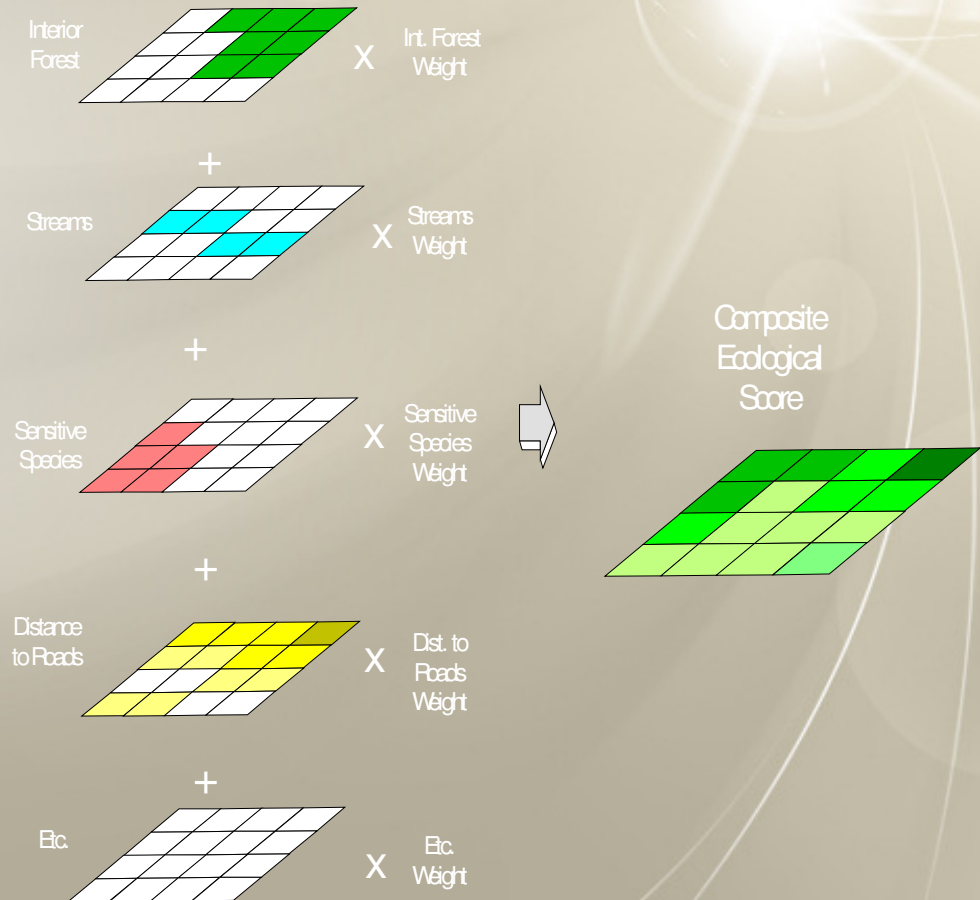 Interior
Forest
X
Int. Forest
Weight
+
Streams
X
Streams
Weight
+
Sensitive
Species
X
Sensitive
Species
Weight
+
Distance
to Roads
X
Dist. to
Roads
Weight
+
Etc.
X
Etc.
Weight
Composite
Ecological
Score